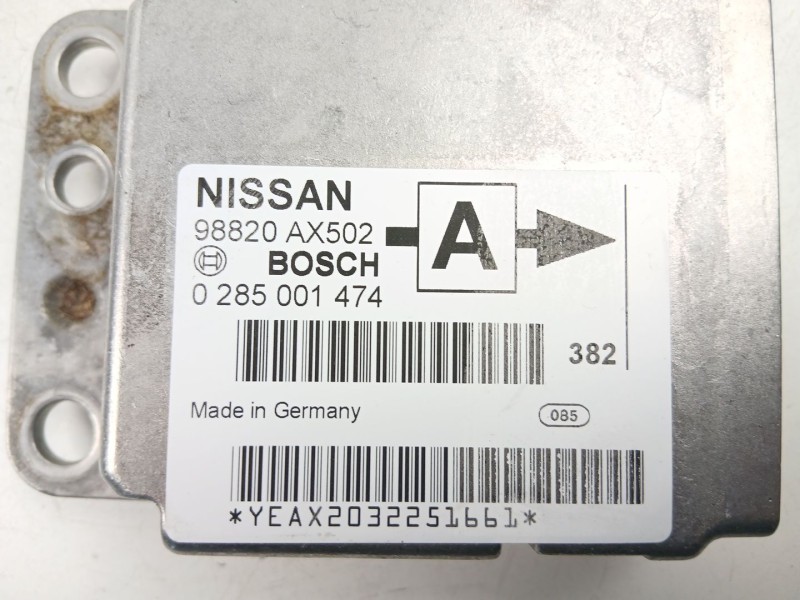 NISSAN
98820 AX502
A
BOSCH
0 285 001 474
382
Made in Germany
085
*YEAX2032251661*